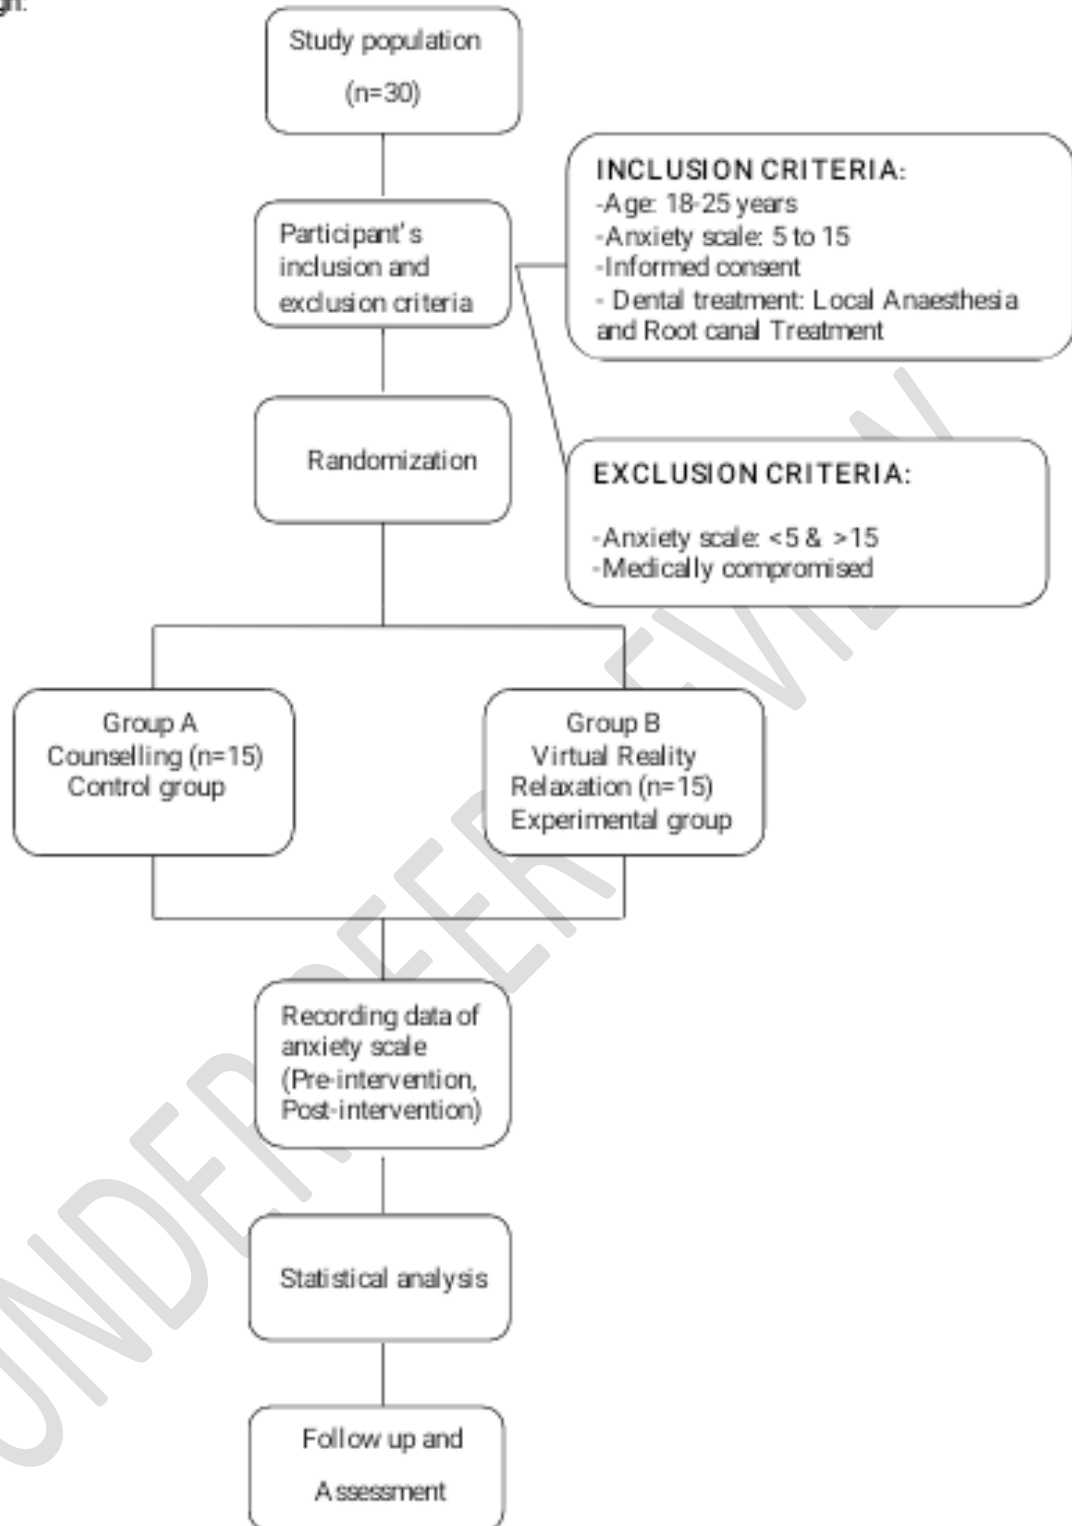 Study population
(n=30)
Participant's
inclusion and
exclusion criteria
INCLUSION CRITERIA:
-Age: 18-25 years
-Anxiety scale: 5 to 15
-Informed consent
- Dental treatment: Local Anaesthesia
and Root canal Treatment
Randomization
EXCLUSION CRITERIA:
-Anxiety scale: <5 & >15
-Medically compromised
Group A
Counselling (n=15)
Control group
Group B
Virtual Reality
Relaxation (n=15)
Experimental group
Recording data of
anxiety scale
(Pre-intervention,
Post-intervention)
Statistical analysis
Follow up and
Assessment
UNDER PEER REVIEW